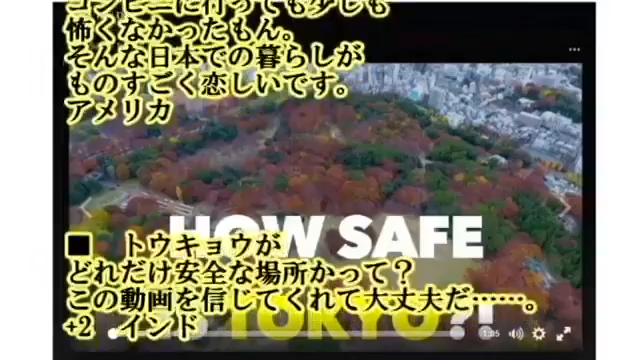 コンビニに行っても少しも
怖くなかったもん。
そんな日本での暮らしが
ものすごく恋しいです。
アメリカ
HOW SAFE
■ トウキョウが
どれだけ安全な場所かって？
この動画を信じてくれて大丈夫だ……。
+2 インド
TOKYO?!
1:05